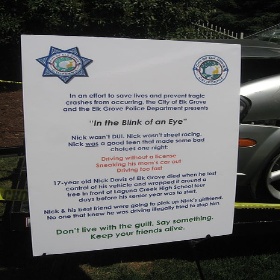 In an effort to save lives and prevent tragic
crashes from occurring, the City of Elk Grove
and the Elk Grove Police Department presents
"In the Blink of an Eye"
Nick wasn't DUI. Nick wasn't street racing.
Nick was a good teen that made some bad
choices one night:
Driving without a license
Sneaking his mom's car out
Driving too fast
17-year old Nick Davis of Elk Grove died when he lost
control of his vehicle and wrapped it around a
tree in front of Laguna Creek High School four
days before his senior year was to start.
Nick & his best friend were going to pick up Nick's girlfriend.
No one that knew he was driving illegally tried to stop him.
Don't live with the guilt. Say something.
Keep your friends alive.